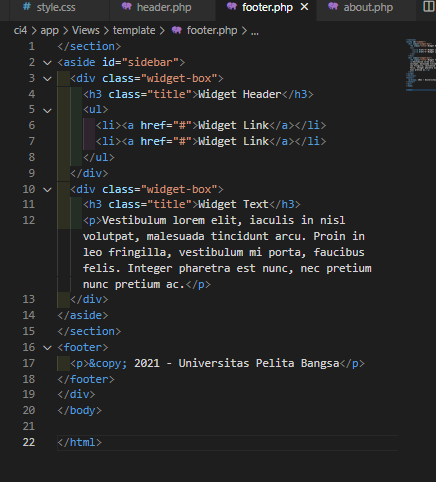 style.css header.php footer.php × about.php
ci4 > app > Views > template > footer.php > ...
1 </section>
2 <aside id="sidebar">
3 <div class="widget-box">
4 <h3 class="title">Widget Header</h3>
5 <ul>
6 <li><a href="#">Widget Link</a></li>
7 <li><a href="#">Widget Link</a></li>
8 </ul>
9 </div>
10 <div class="widget-box">
11 <h3 class="title">Widget Text</h3>
12 <p>Vestibulum lorem elit, iaculis in nisl
volutpat, malesuada tincidunt arcu. Proin in
leo fringilla, vestibulum mi porta, faucibus
felis. Integer pharetra est nunc, nec pretium
nunc pretium ac.</p>
13 </div>
14 </aside>
15 </section>
16 <footer>
17 <p>&copy; 2021 - Universitas Pelita Bangsa</p>
18 </footer>
19 </div>
20 </body>
21
22 </html>